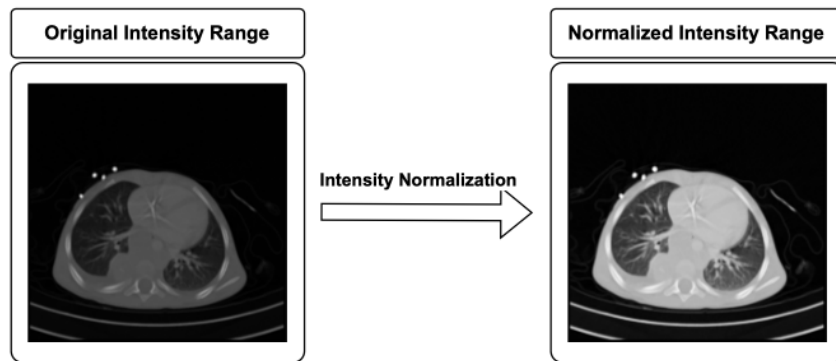 Original Intensity Range
Normalized Intensity Range
Intensity Normalization